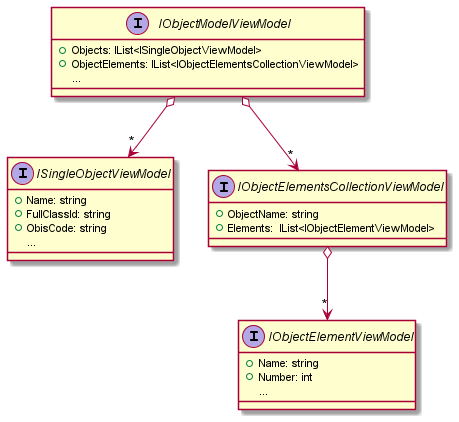 I IObjectModelViewModel
Objects: IList<ISingleObjectViewModel>
ObjectElements: IList<IObjectElementsCollectionViewModel>
...
*
*
I ISingleObjectViewModel
Name: string
FullClassId: string
ObisCode: string
...
I IObjectElementsCollectionViewModel
ObjectName: string
Elements: IList<IObjectElementViewModel>
*
I IObjectElementViewModel
Name: string
Number: int
...